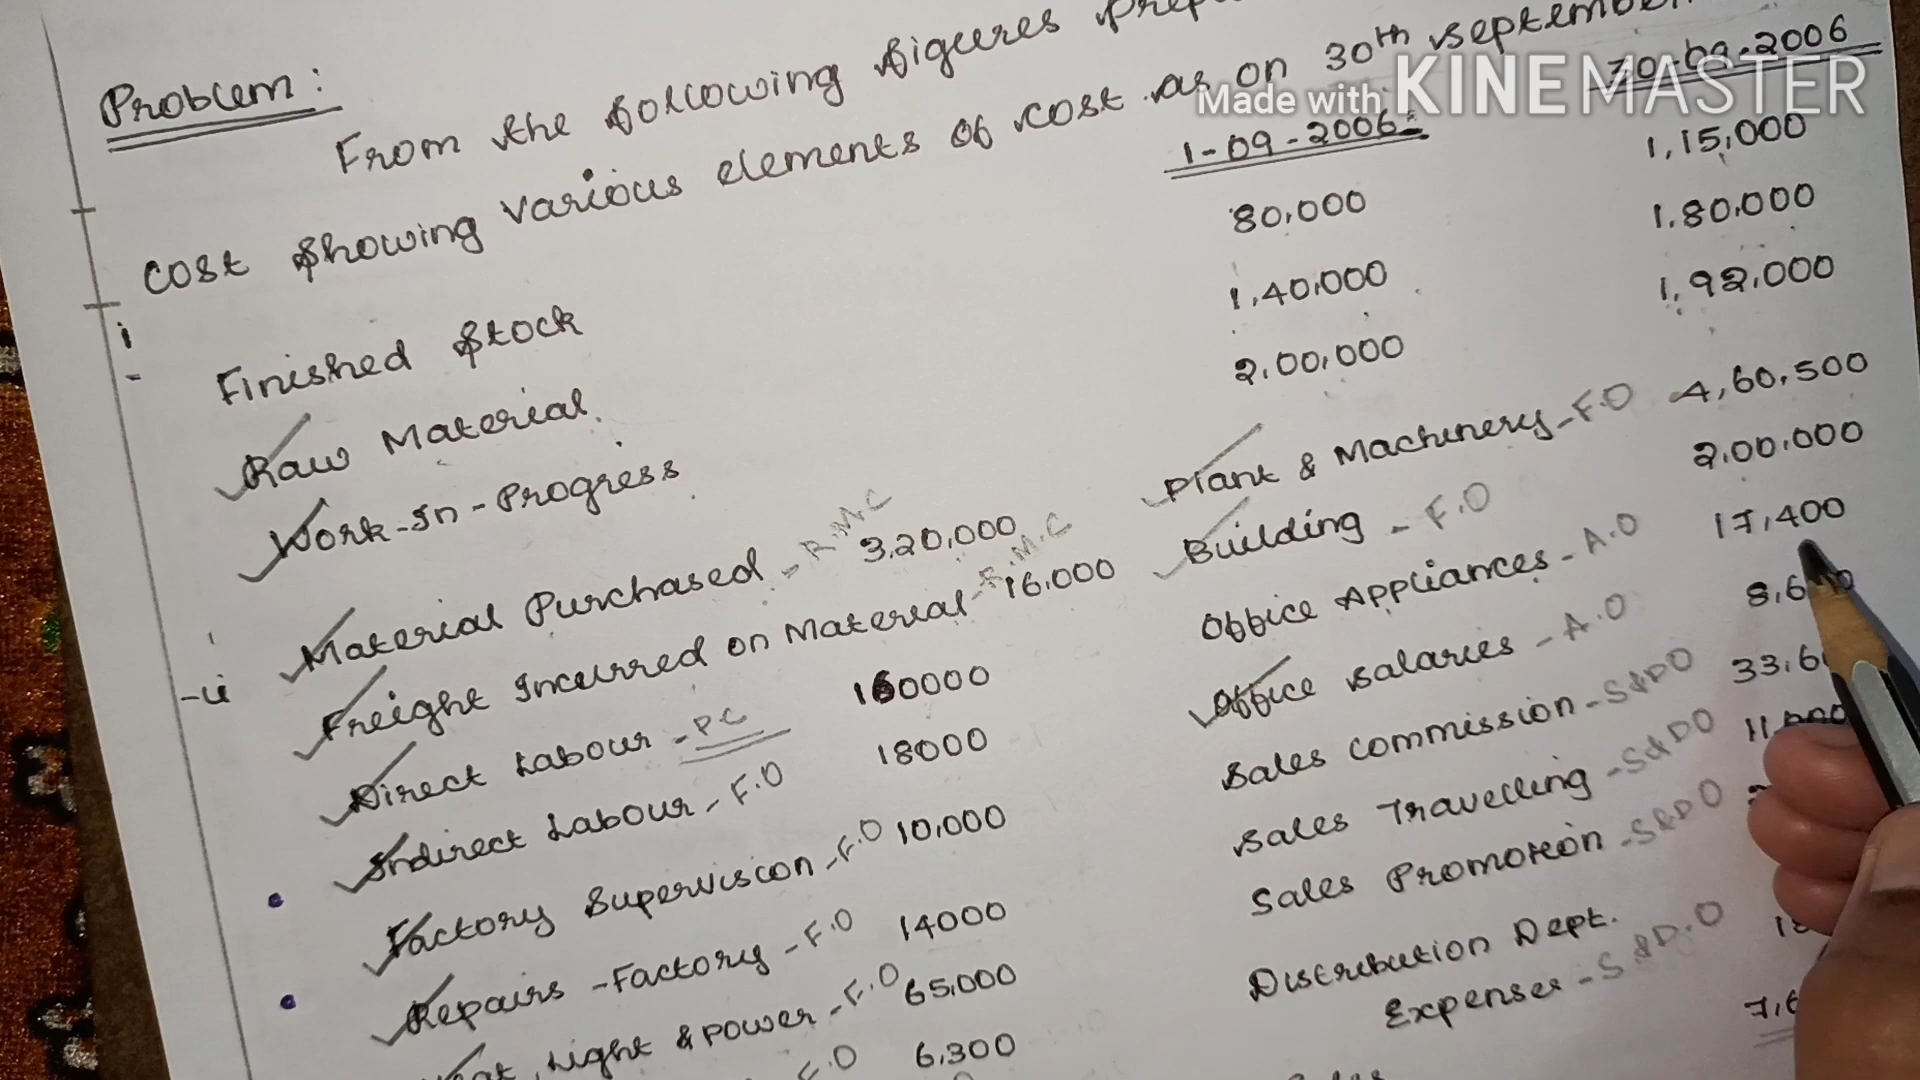 Problem:
From the following figures
cost showing various elements of cost as on 30th
Made with KINEMASTER
1-09-2006
30-09-2006
Finished Stock 80,000 1,15,000
Raw Material 1,40,000 1,80,000
Work-In-Progress 2,00,000 1,92,000
i
Material Purchased - R.M.C 3,20,000
-ii Freight Incurred on Material - R.M.C 16,000
Direct Labour - PC 160000
Indirect Labour - F.O 18000
Factory Supervision - F.O 10,000
Repairs - Factory - F.O 14000
Light & Power - F.O 65,000
F.O 6,300
Plant & Machinery - F.O 4,60,500
Building - F.O 2,00,000
Office Appliances - A.O 17,400
Office Salaries - A.O
Sales Commission - S&DO
Sales Travelling - S&DO
Sales Promotion - S&DO
Distribution Dept.
Expenses - S&D.O